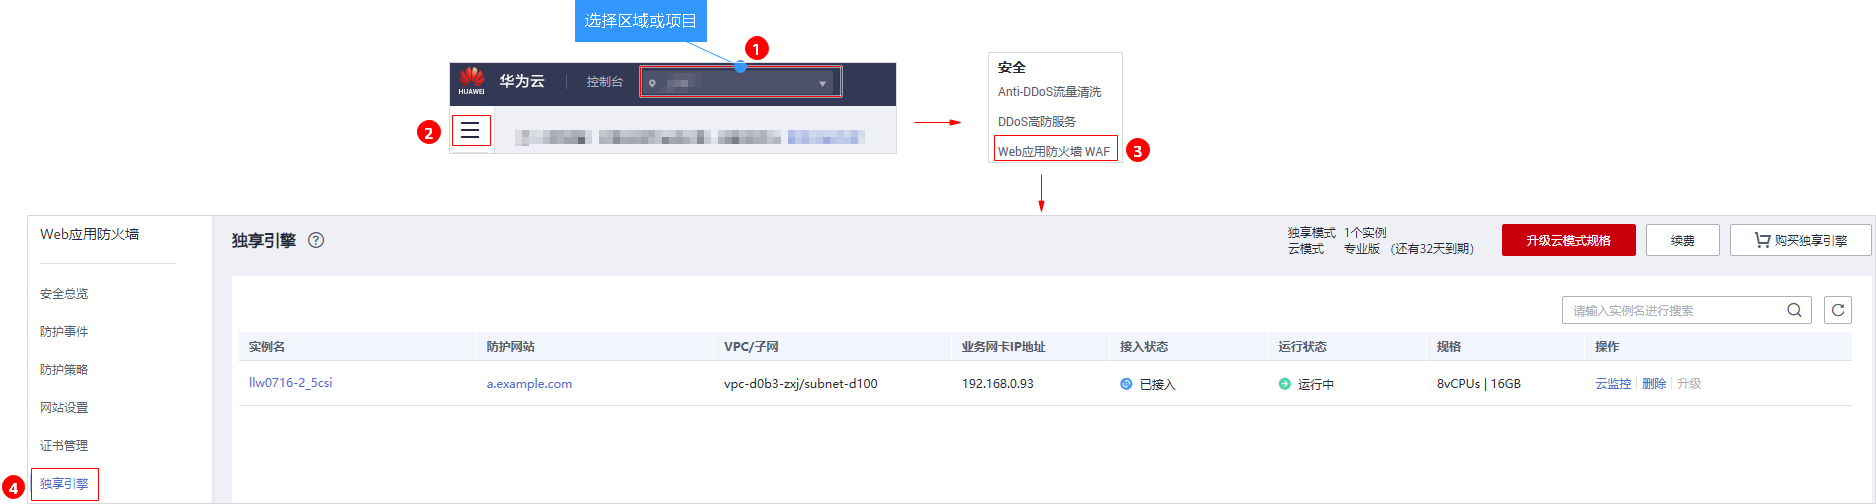 选择区域或项目
1
HUAWEI
华为云
控制台
2
安全
Anti-DDoS流量清洗
DDoS高防服务
Web应用防火墙 WAF
3
Web应用防火墙
安全总览
防护事件
防护策略
网站设置
证书管理
独享引擎
4
独享引擎 ?
独享模式 1个实例
云模式 专业版 （还有32天到期）
升级云模式规格
续费
购买独享引擎
请输入实例名进行搜索
实例名 防护网站 VPC/子网 业务网卡IP地址 接入状态 运行状态 规格 操作
llw0716-2_5csi a.example.com vpc-d0b3-zxj/subnet-d100 192.168.0.93 已接入 运行中 8vCPUs | 16GB 云监控 | 删除 | 升级